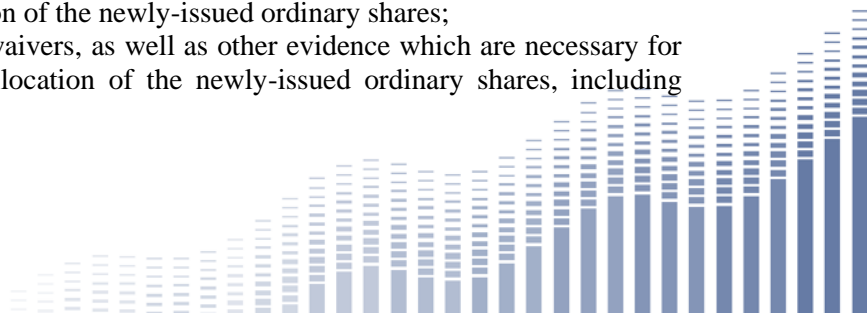 on of the newly-issued ordinary shares;
vaivers, as well as other evidence which are necessary for
location of the newly-issued ordinary shares, including